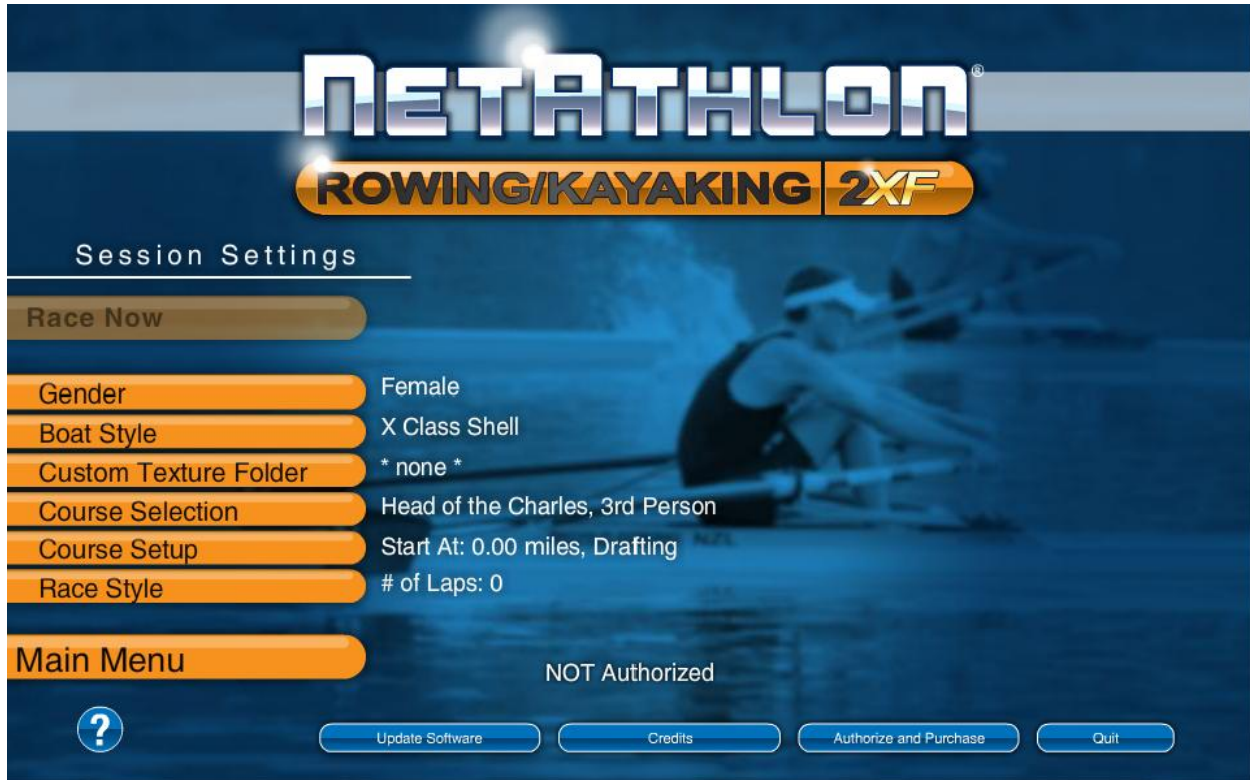 NETATHLON®
ROWING/KAYAKING 2XF
Session Settings
Race Now
Gender Female
Boat Style X Class Shell
Custom Texture Folder * none *
Course Selection Head of the Charles, 3rd Person
Course Setup Start At: 0.00 miles, Drafting
NZL
Race Style # of Laps: 0
Main Menu
NOT Authorized
?
Update Software Credits Authorize and Purchase Quit